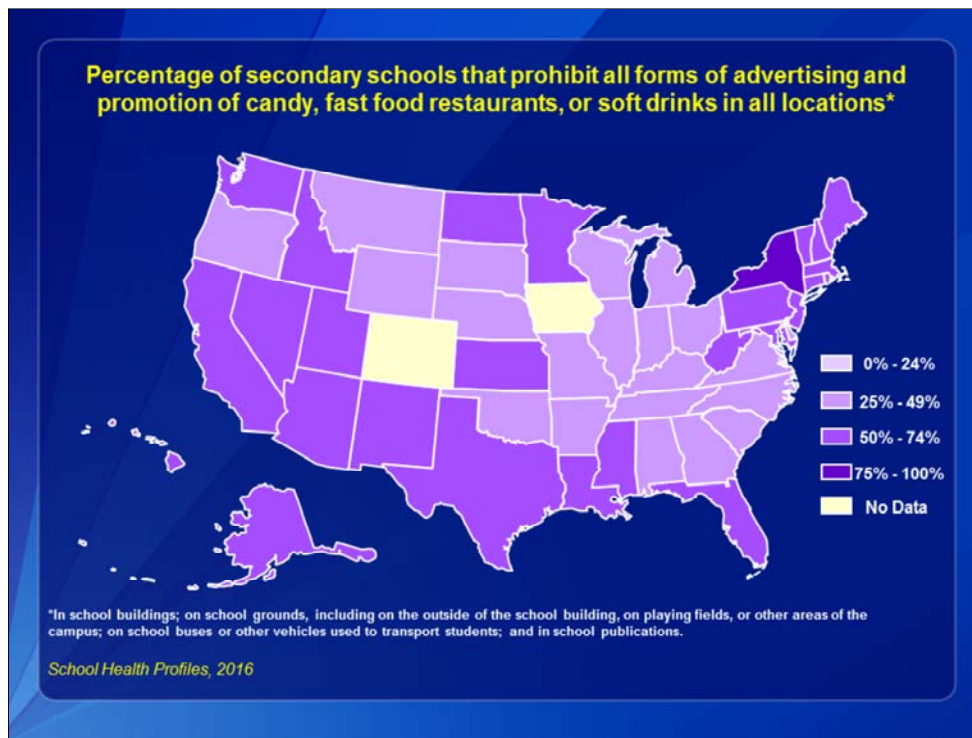 Percentage of secondary schools that prohibit all forms of advertising and
promotion of candy, fast food restaurants, or soft drinks in all locations*
0% - 24%
25% - 49%
50% - 74%
75% - 100%
No Data
*In school buildings; on school grounds, including on the outside of the school building, on playing fields, or other areas of the
campus; on school buses or other vehicles used to transport students; and in school publications.
School Health Profiles, 2016